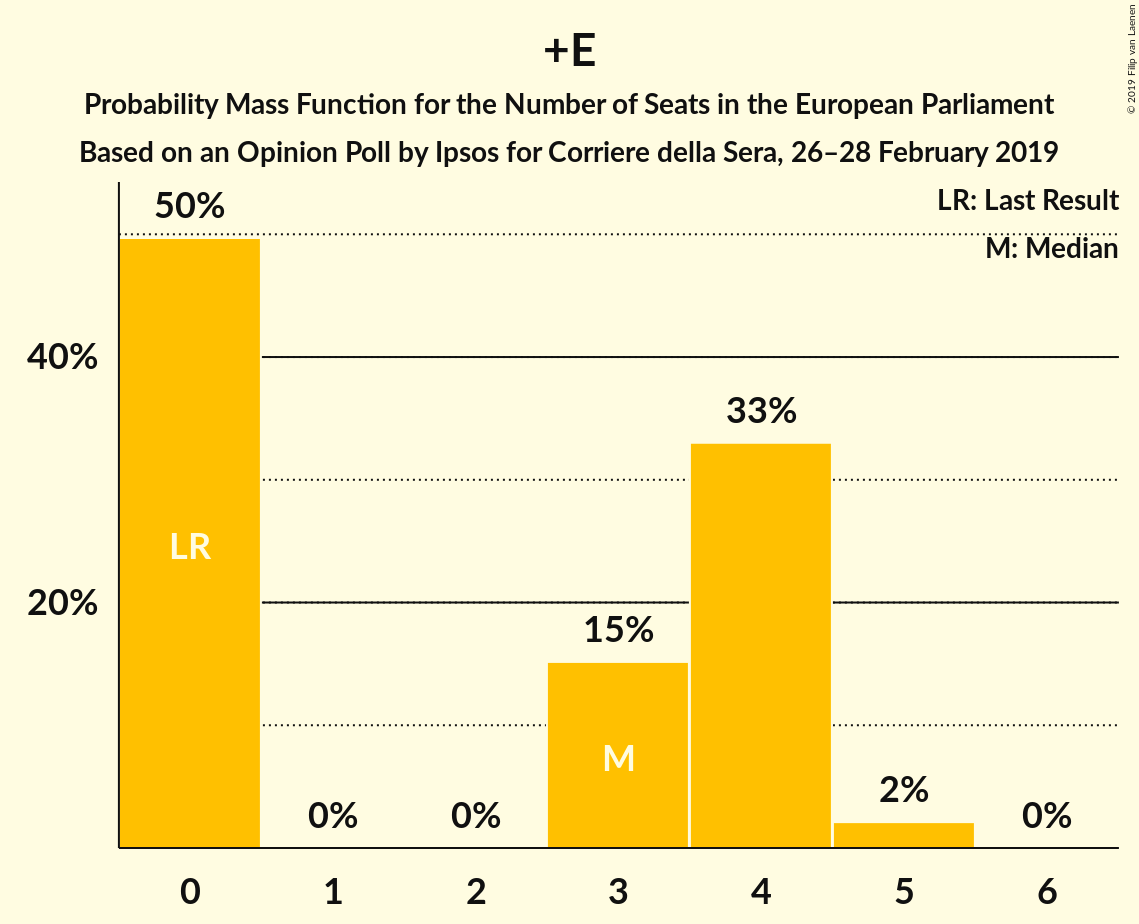 +E
Probability Mass Function for the Number of Seats in the European Parliament
Based on an Opinion Poll by Ipsos for Corriere della Sera, 26–28 February 2019
© 2019 Filip van Laenen
LR: Last Result
M: Median
50%
40%
33%
LR
20%
15%
M
2%
0%
0%
0%
0 1 2 3 4 5 6